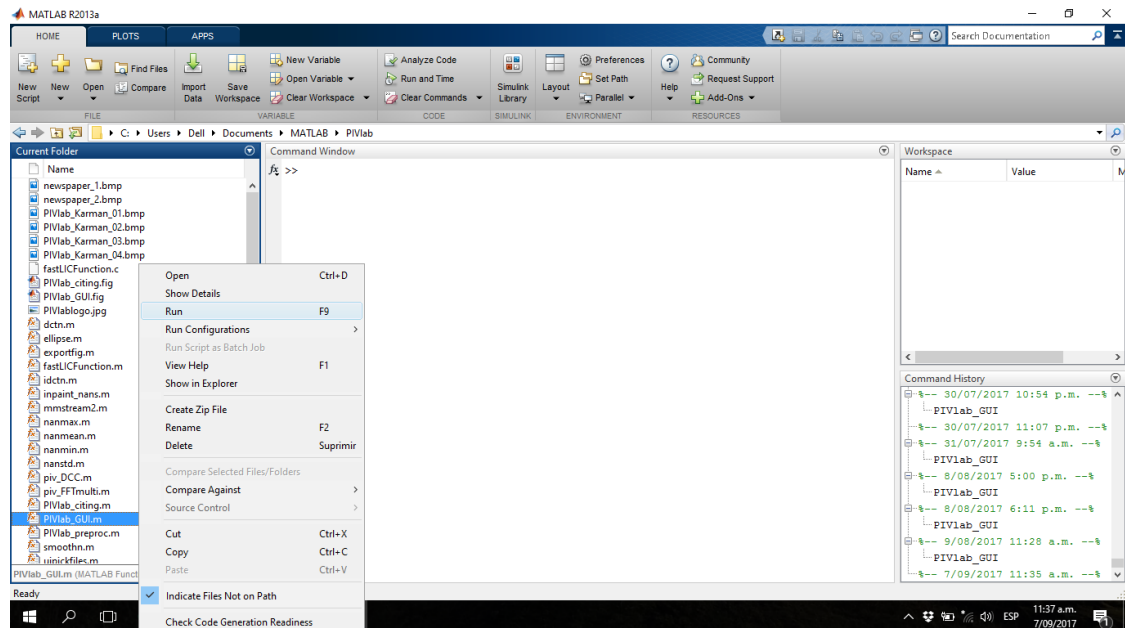 MATLAB R2013a
HOME PLOTS APPS Search Documentation
New Script New Open Find Files Compare Import Data Save Workspace New Variable Open Variable Clear Workspace Analyze Code Run and Time Clear Commands Simulink Library Layout Preferences Set Path Parallel Help Community Request Support Add-Ons
FILE VARIABLE CODE SIMULINK ENVIRONMENT RESOURCES
C: Users Dell Documents MATLAB PIVlab
Current Folder
Name
newspaper_1.bmp
newspaper_2.bmp
PIVlab_Karman_01.bmp
PIVlab_Karman_02.bmp
PIVlab_Karman_03.bmp
PIVlab_Karman_04.bmp
fastLICFunction.c
PIVlab_citing.fig
PIVlab_GUI.fig
PIVlablogo.jpg
dctn.m
ellipse.m
exportfig.m
fastLICFunction.m
idctn.m
inpaint_nans.m
mmstream2.m
nanmax.m
nanmean.m
nanmin.m
nanstd.m
piv_DCC.m
piv_FFTmulti.m
PIVlab_citing.m
PIVlab_GUI.m
PIVlab_preproc.m
smoothn.m
uipickfiles.m
PIVlab_GUI.m (MATLAB Funct
Open Ctrl+D
Show Details
Run F9
Run Configurations
Run Script as Batch Job
View Help F1
Show in Explorer
Create Zip File
Rename F2
Delete Suprimir
Compare Selected Files/Folders
Compare Against
Source Control
Cut Ctrl+X
Copy Ctrl+C
Paste Ctrl+V
Indicate Files Not on Path
Check Code Generation Readiness
Command Window
fx >>
Workspace
Name Value M
Command History
%-- 30/07/2017 10:54 p.m. --%
PIVlab_GUI
%-- 30/07/2017 11:07 p.m. --%
%-- 31/07/2017 9:54 a.m. --%
PIVlab_GUI
%-- 8/08/2017 5:00 p.m. --%
PIVlab_GUI
%-- 8/08/2017 6:11 p.m. --%
PIVlab_GUI
%-- 9/08/2017 11:28 a.m. --%
PIVlab_GUI
%-- 7/09/2017 11:35 a.m. --%
Ready
ESP 11:37 a.m.
7/09/2017